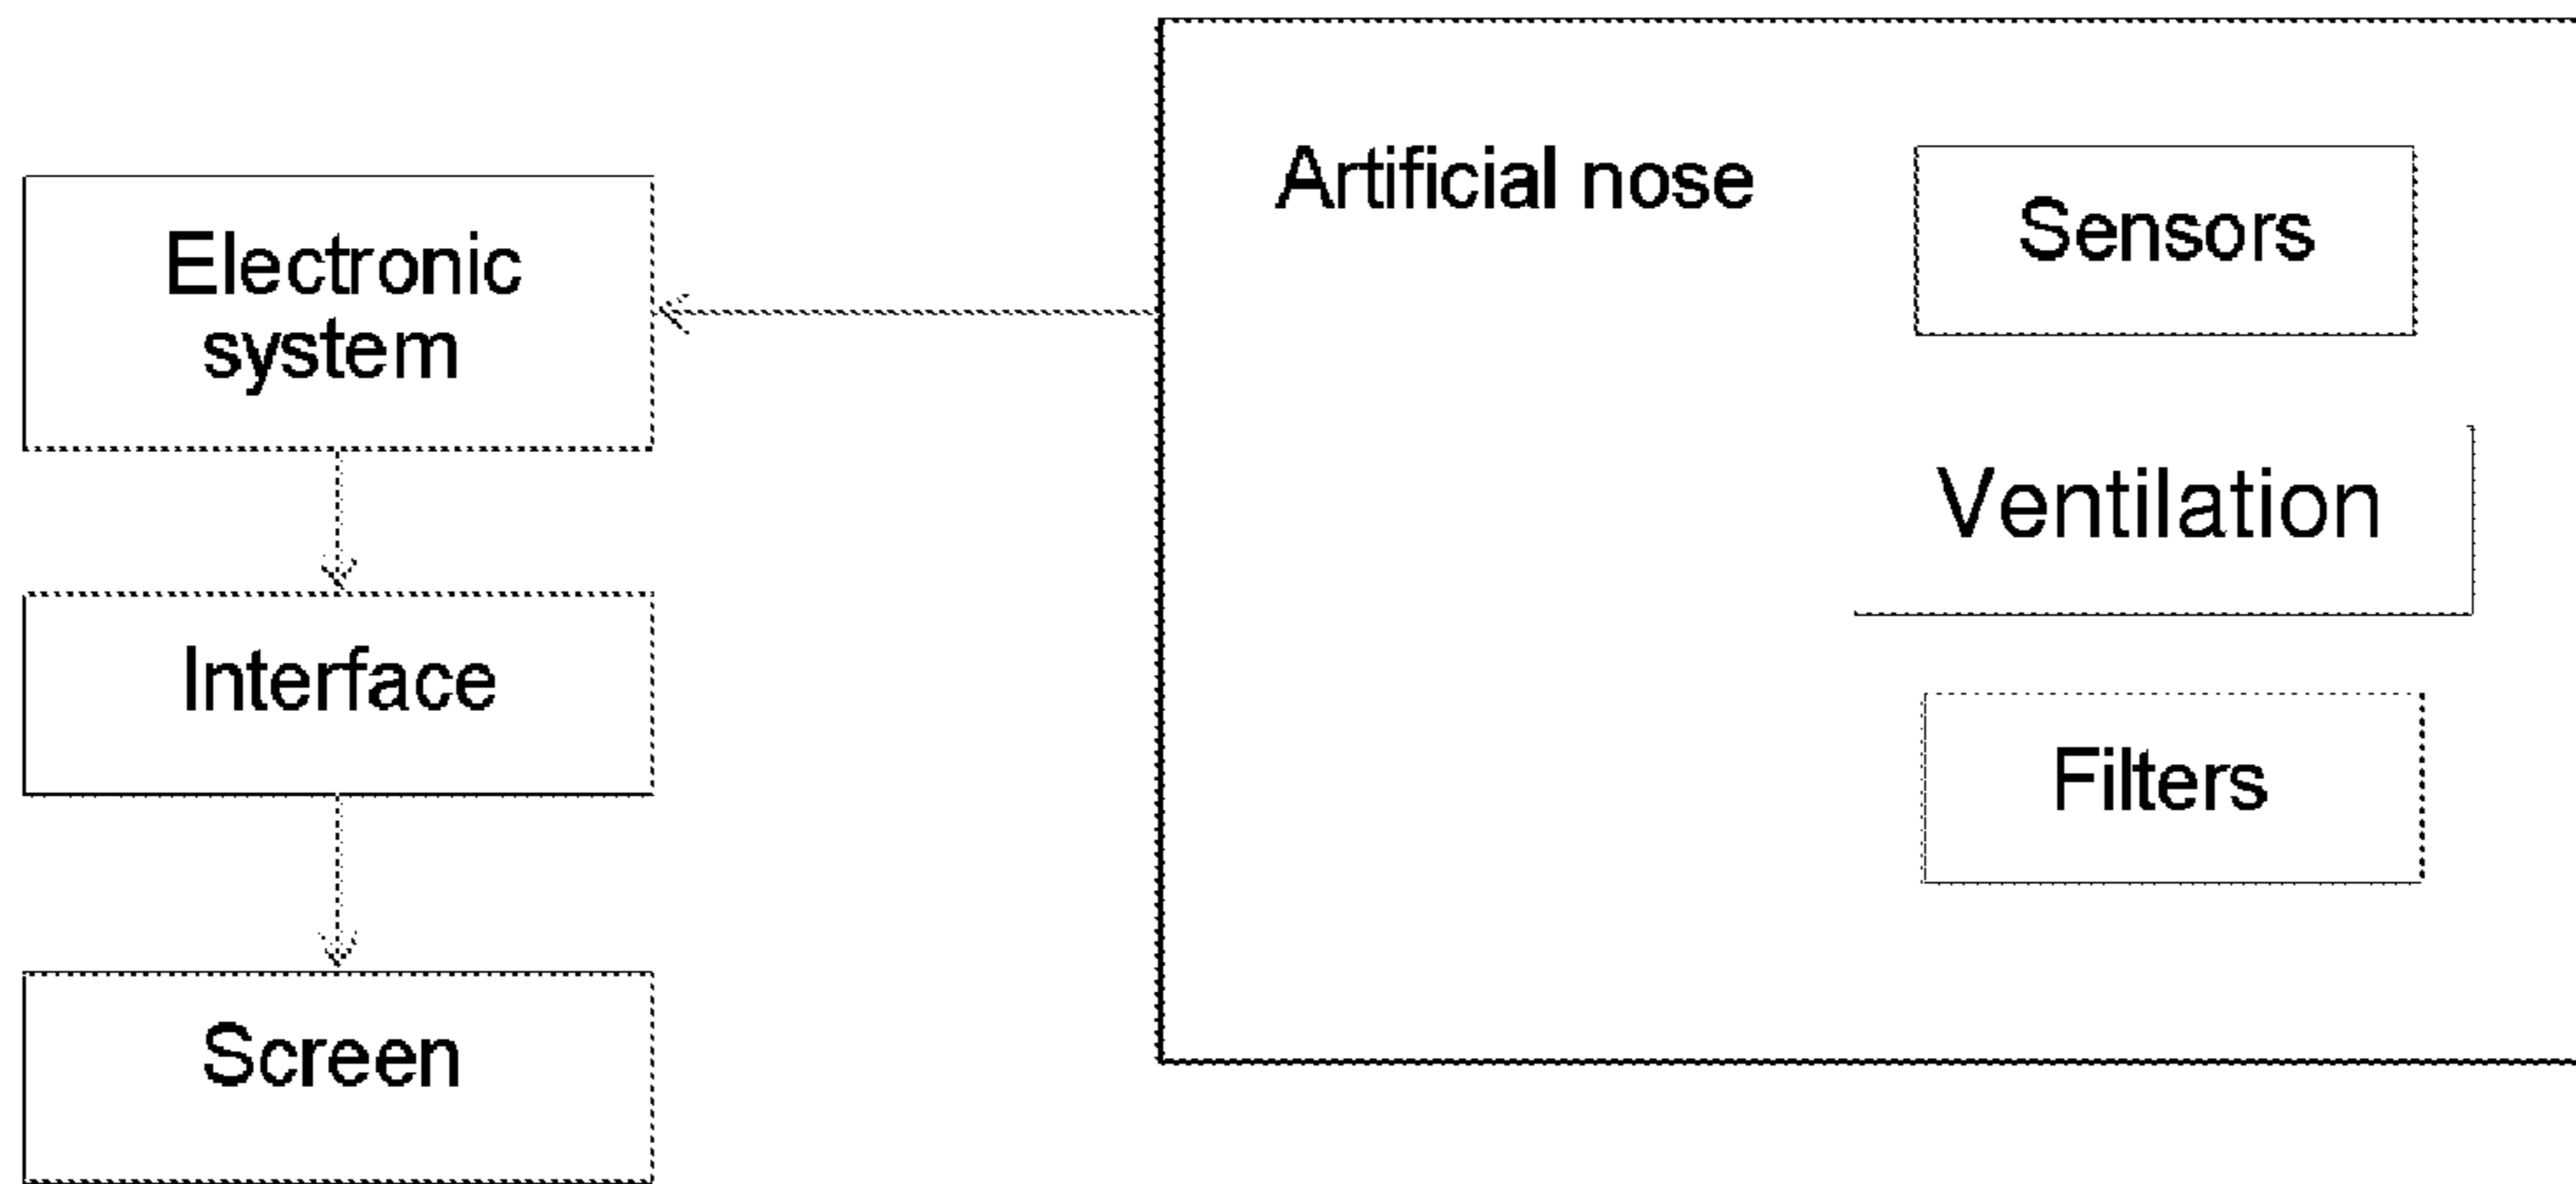 Electronic
system
Interface
Screen
Artificial nose
Sensors
Ventilation
Filters